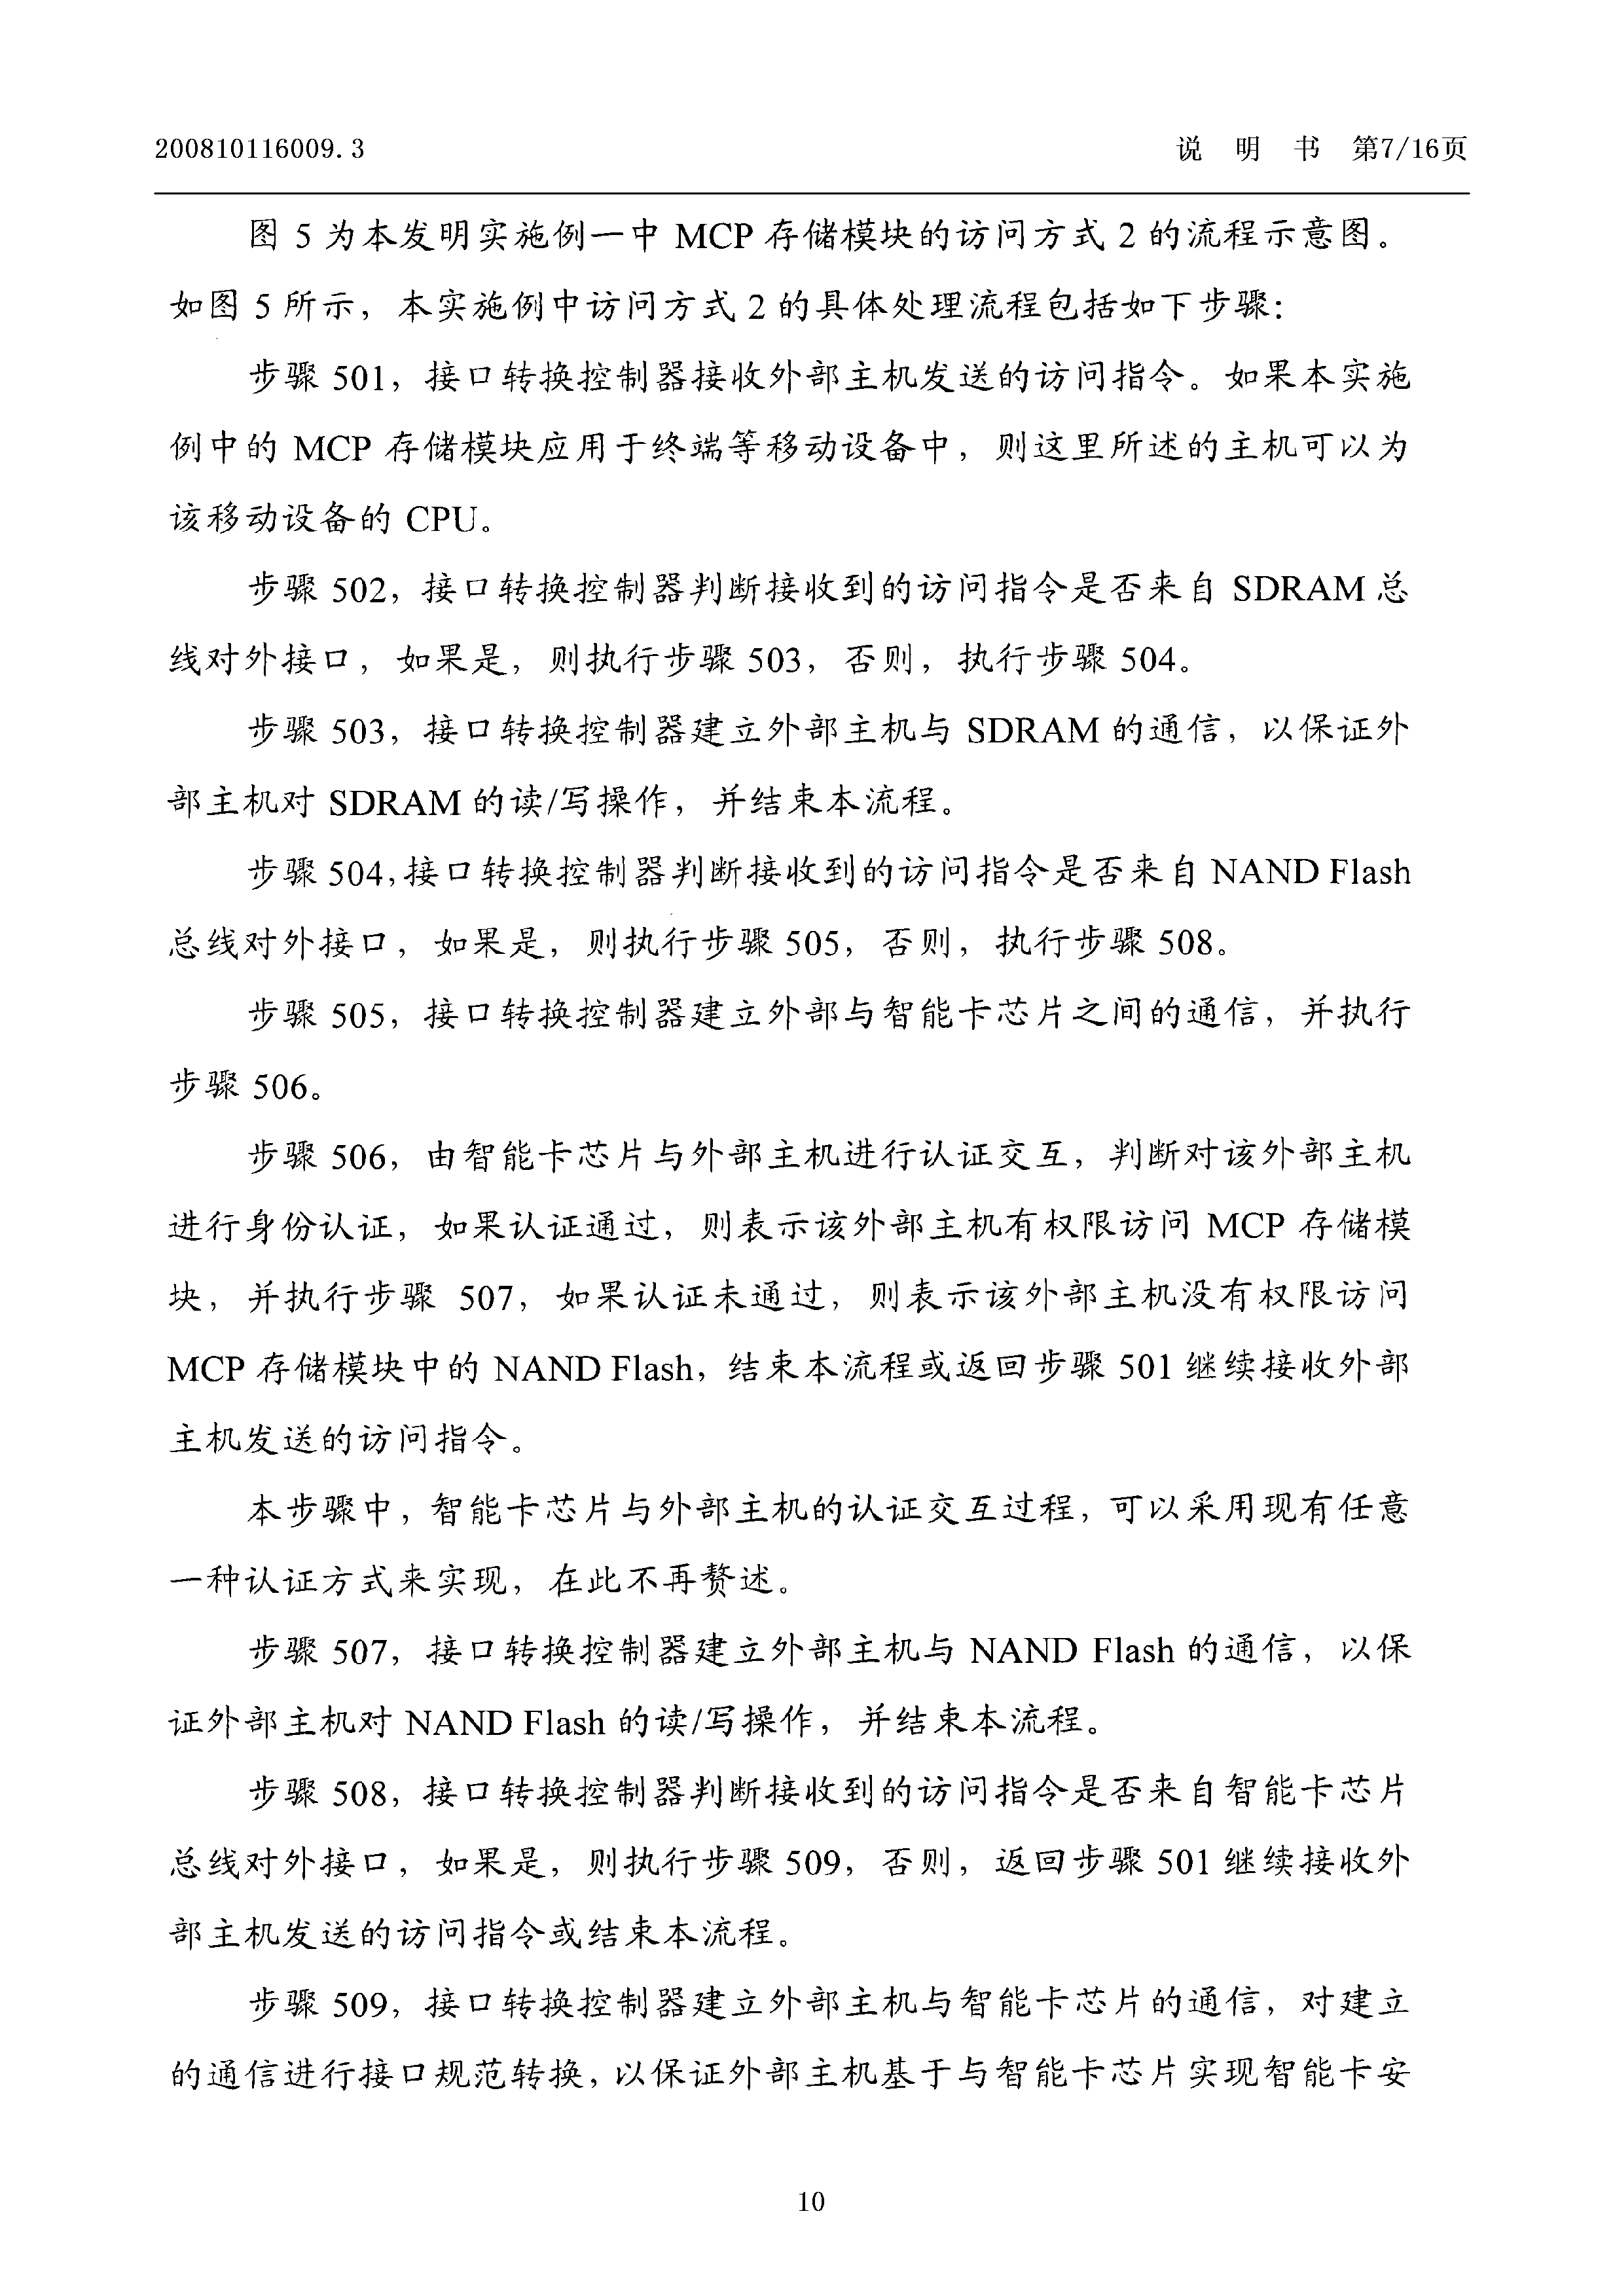 200810116009.3 说 明 书 第7/16页
图 5 为本发明实施例一中 MCP 存储模块的访问方式 2 的流程示意图。
如图 5 所示，本实施例中访问方式 2 的具体处理流程包括如下步骤：
步骤 501，接口转换控制器接收外部主机发送的访问指令。如果本实施
例中的 MCP 存储模块应用于终端等移动设备中，则这里所述的主机可以为
该移动设备的 CPU。
步骤 502，接口转换控制器判断接收到的访问指令是否来自 SDRAM 总
线对外接口，如果是，则执行步骤 503，否则，执行步骤 504。
步骤 503，接口转换控制器建立外部主机与 SDRAM 的通信，以保证外
部主机对 SDRAM 的读/写操作，并结束本流程。
步骤 504，接口转换控制器判断接收到的访问指令是否来自 NAND Flash
总线对外接口，如果是，则执行步骤 505，否则，执行步骤 508。
步骤 505，接口转换控制器建立外部与智能卡芯片之间的通信，并执行
步骤 506。
步骤 506，由智能卡芯片与外部主机进行认证交互，判断对该外部主机
进行身份认证，如果认证通过，则表示该外部主机有权限访问 MCP 存储模
块，并执行步骤 507，如果认证未通过，则表示该外部主机没有权限访问
MCP 存储模块中的 NAND Flash，结束本流程或返回步骤 501 继续接收外部
主机发送的访问指令。
本步骤中，智能卡芯片与外部主机的认证交互过程，可以采用现有任意
一种认证方式来实现，在此不再赘述。
步骤 507，接口转换控制器建立外部主机与 NAND Flash 的通信，以保
证外部主机对 NAND Flash 的读/写操作，并结束本流程。
步骤 508，接口转换控制器判断接收到的访问指令是否来自智能卡芯片
总线对外接口，如果是，则执行步骤 509，否则，返回步骤 501 继续接收外
部主机发送的访问指令或结束本流程。
步骤 509，接口转换控制器建立外部主机与智能卡芯片的通信，对建立
的通信进行接口规范转换，以保证外部主机基于与智能卡芯片实现智能卡安
10